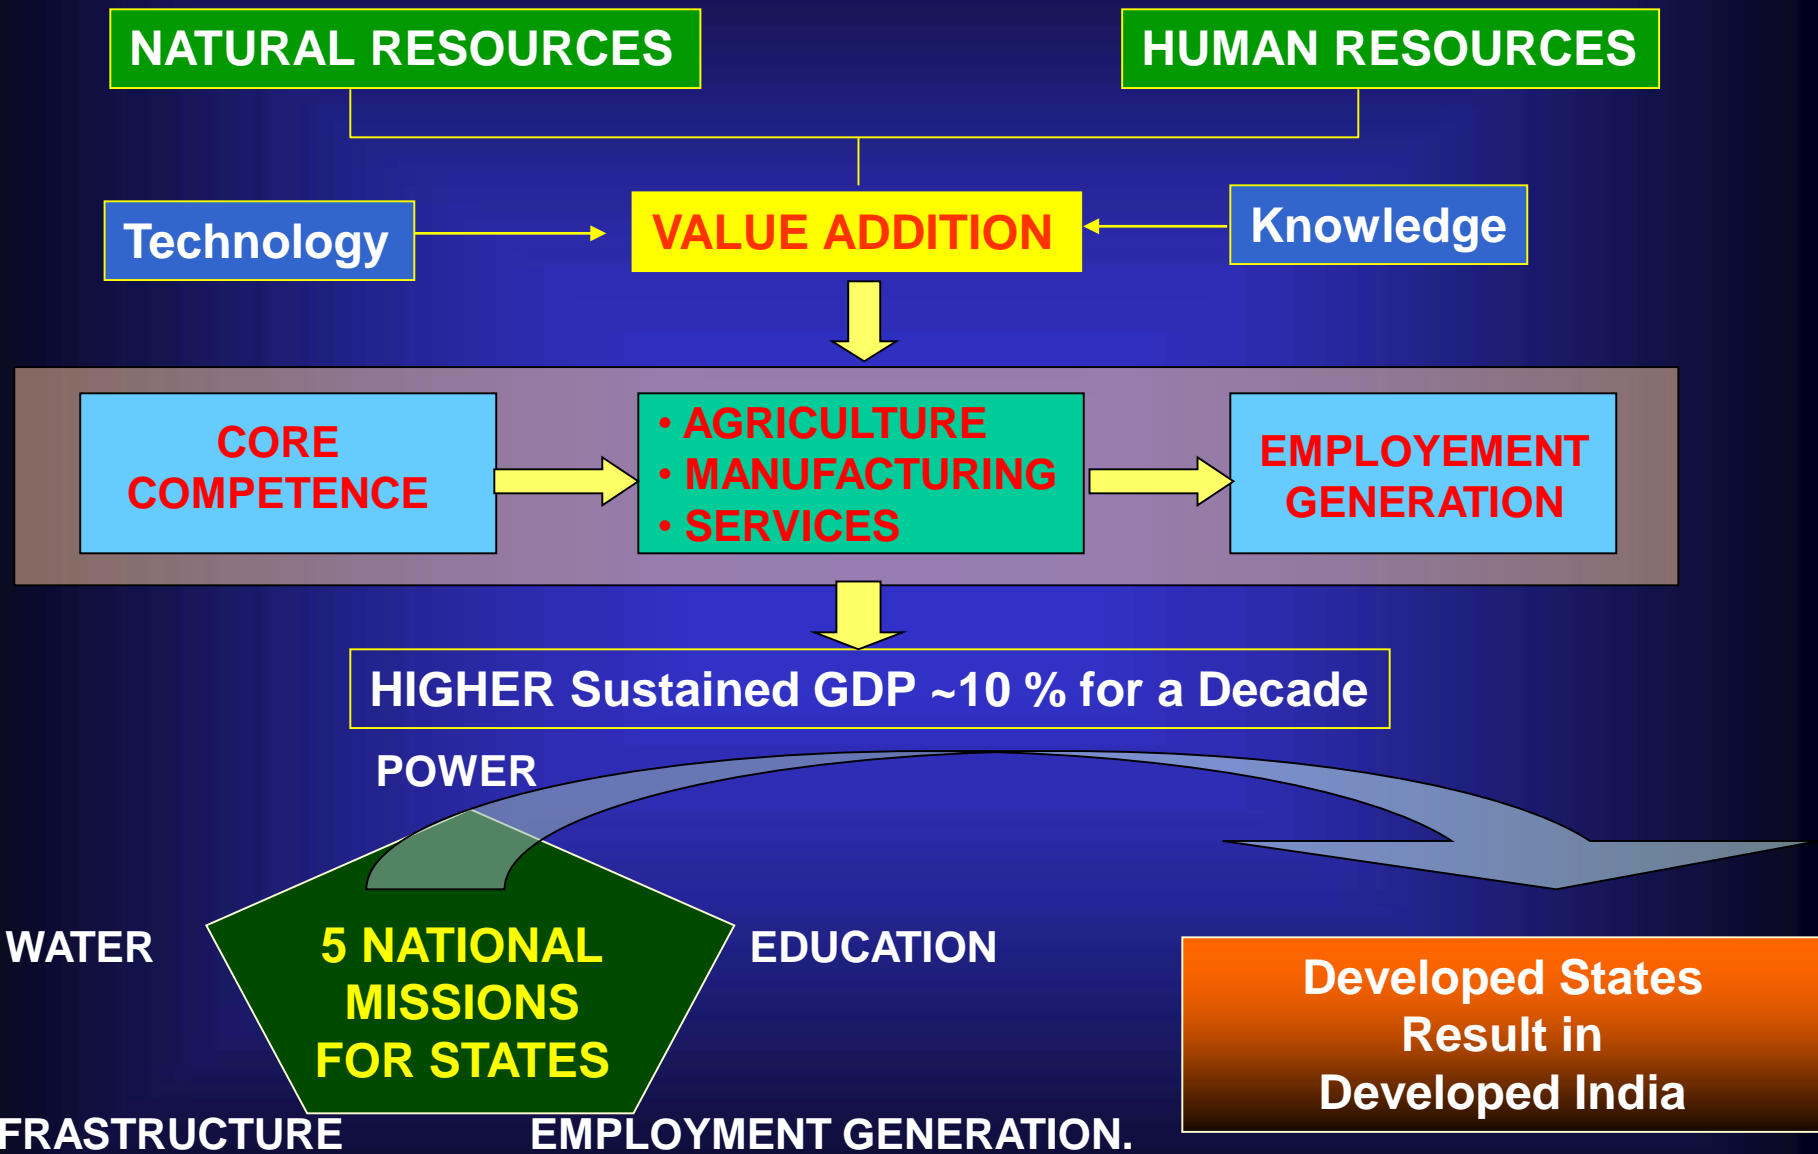 NATURAL RESOURCES
HUMAN RESOURCES
Technology
VALUE ADDITION
Knowledge
CORE
COMPETENCE
• AGRICULTURE
• MANUFACTURING
• SERVICES
EMPLOYEMENT
GENERATION
HIGHER Sustained GDP ~10 % for a Decade
POWER
WATER
5 NATIONAL
MISSIONS
FOR STATES
EDUCATION
Developed States
Result in
Developed India
FRASTRUCTURE
EMPLOYMENT GENERATION.